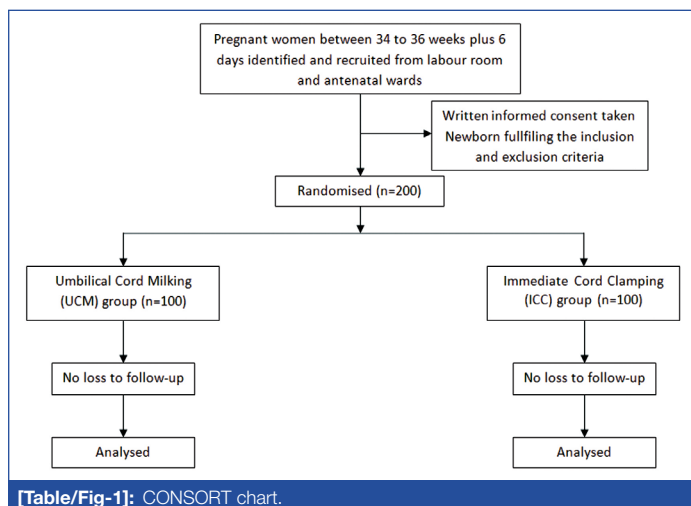 Pregnant women between 34 to 36 weeks plus 6
days identified and recruited from labour room
and antenatal wards
Written informed consent taken
Newborn fullfiling the inclusion
and exclusion criteria
Randomised (n=200)
Umbilical Cord Milking
(UCM) group (n=100)
Immediate Cord Clamping
(ICC) group (n=100)
No loss to follow-up
No loss to follow-up
Analysed
Analysed
[Table/Fig-1]: CONSORT chart.